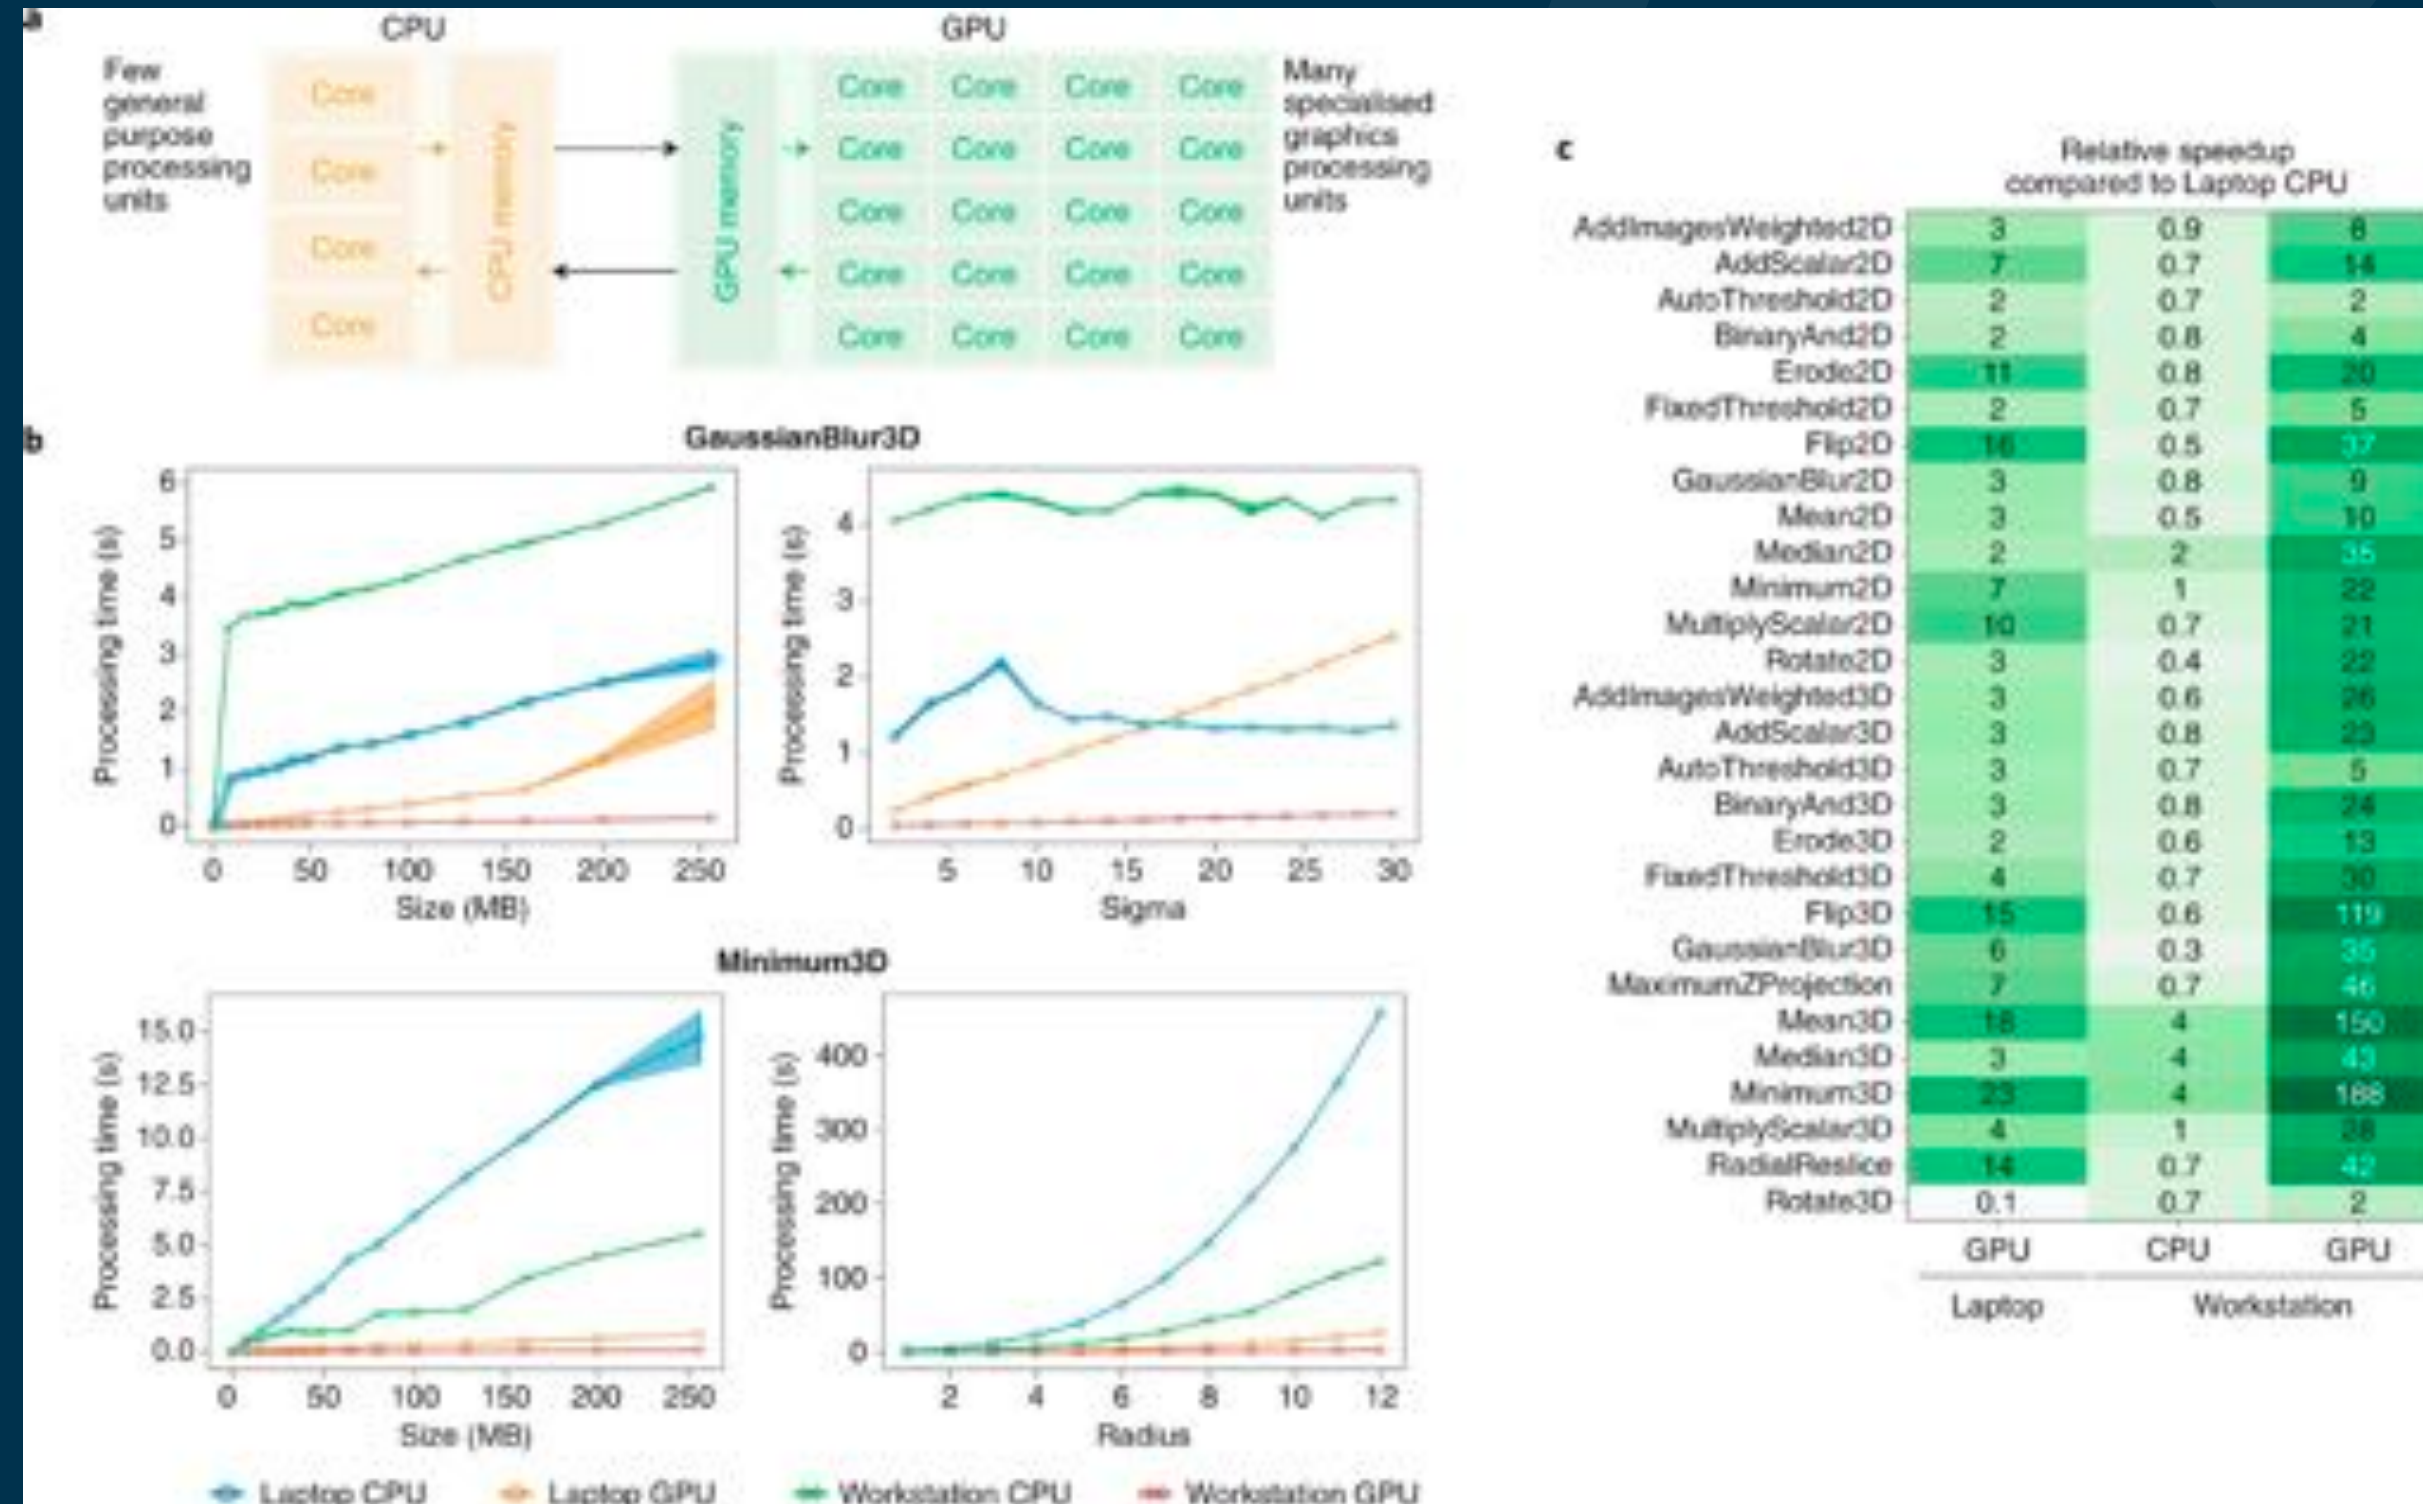 a
CPU
GPU
Few
general
purpose
processing
units
Core
Core
Core
Core
CPU memory
GPU memory
Core Core Core Core
Core Core Core Core
Core Core Core Core
Core Core Core Core
Core Core Core Core
Many
specialised
graphics
processing
units
b
GaussianBlur3D
Processing time (s)
6
5
4
3
2
1
0
0 50 100 150 200 250
Size (MB)
Processing time (s)
4
3
2
1
0
5 10 15 20 25 30
Sigma
Minimum3D
Processing time (s)
15.0
12.5
10.0
7.5
5.0
2.5
0.0
0 50 100 150 200 250
Size (MB)
Processing time (s)
400
300
200
100
0
2 4 6 8 10 12
Radius
Laptop CPU Laptop GPU Workstation CPU Workstation GPU
c
Relative speedup
compared to Laptop CPU
AddImagesWeighted2D 3 0.9 8
AddScalar2D 7 0.7 14
AutoThreshold2D 2 0.7 2
BinaryAnd2D 2 0.8 4
Erode2D 11 0.8 20
FixedThreshold2D 2 0.7 5
Flip2D 16 0.5 37
GaussianBlur2D 3 0.8 9
Mean2D 3 0.5 10
Median2D 2 2 35
Minimum2D 7 1 22
MultiplyScalar2D 10 0.7 21
Rotate2D 3 0.4 22
AddImagesWeighted3D 3 0.6 26
AddScalar3D 3 0.8 23
AutoThreshold3D 3 0.7 5
BinaryAnd3D 3 0.8 24
Erode3D 2 0.6 13
FixedThreshold3D 4 0.7 30
Flip3D 15 0.6 119
GaussianBlur3D 6 0.3 35
MaximumZProjection 7 0.7 46
Mean3D 18 4 150
Median3D 3 4 43
Minimum3D 23 4 188
MultiplyScalar3D 4 1 28
RadialReslice 14 0.7 42
Rotate3D 0.1 0.7 2
GPU CPU GPU
Laptop Workstation